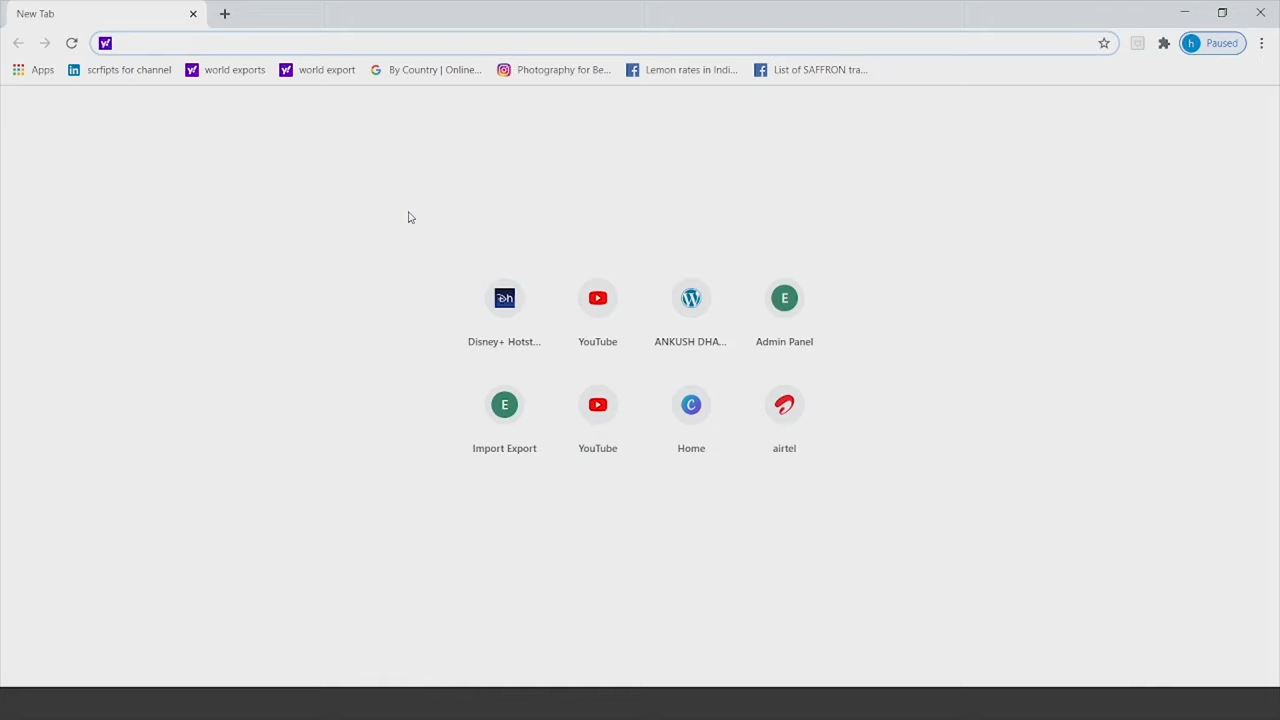 New Tab
h Paused
Apps scrfipts for channel world exports world export By Country | Online... Photography for Be... Lemon rates in Indi... List of SAFFRON tra...
Disney+ Hotst... YouTube ANKUSH DHA... Admin Panel
E
E
Import Export YouTube Home airtel